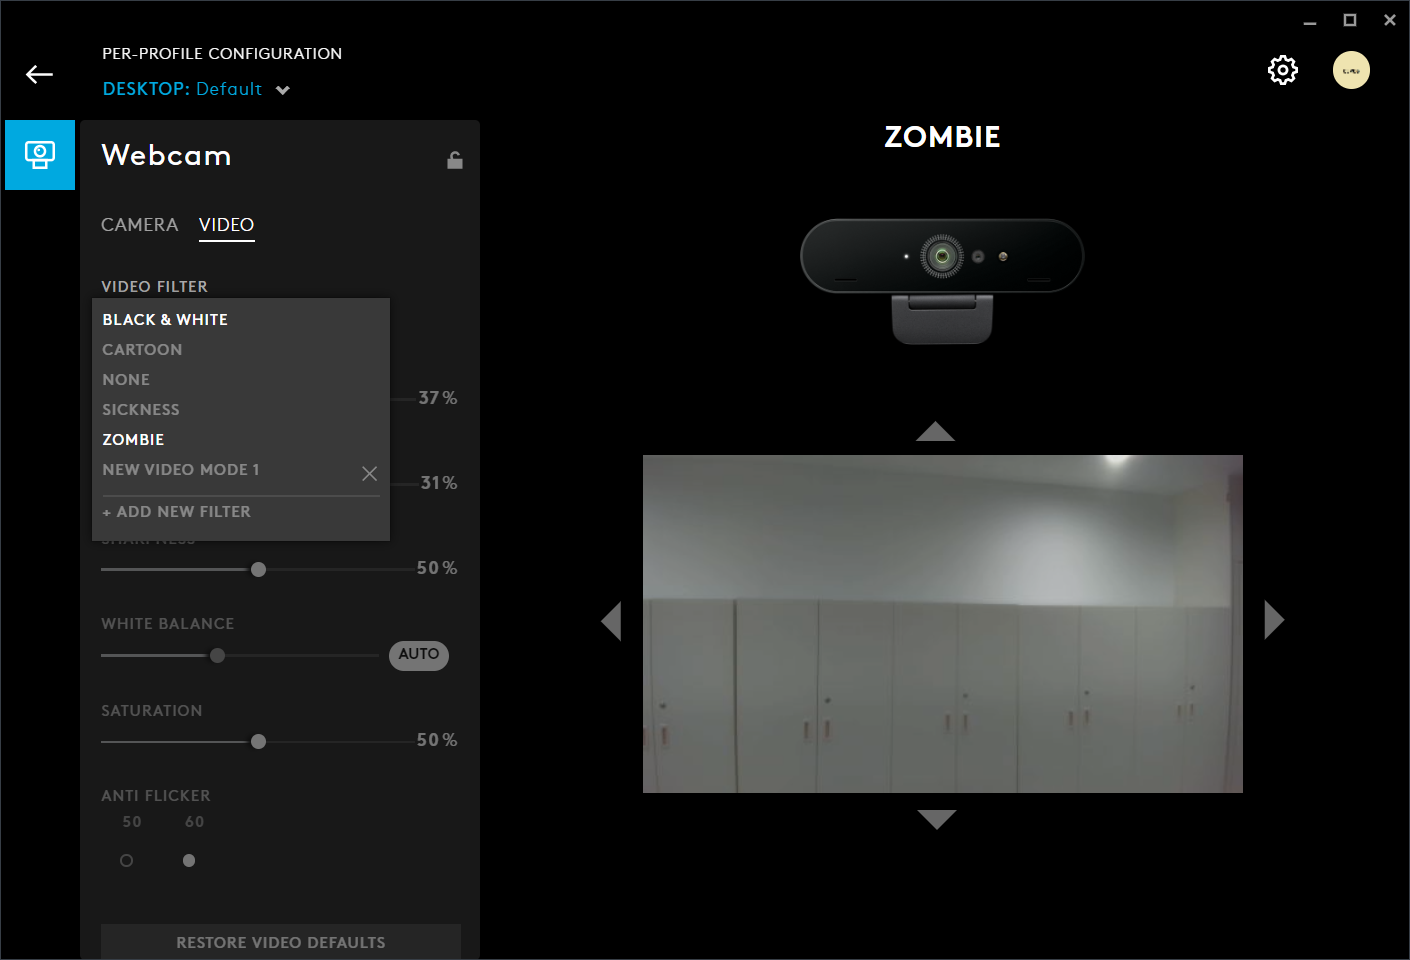 PER-PROFILE CONFIGURATION
DESKTOP: Default
Webcam
CAMERA VIDEO
VIDEO FILTER
BLACK & WHITE
CARTOON
NONE
SICKNESS
ZOMBIE
NEW VIDEO MODE 1
+ ADD NEW FILTER
37%
31%
SHARPNESS
50%
WHITE BALANCE
AUTO
SATURATION
50%
ANTI FLICKER
50 60
RESTORE VIDEO DEFAULTS
ZOMBIE